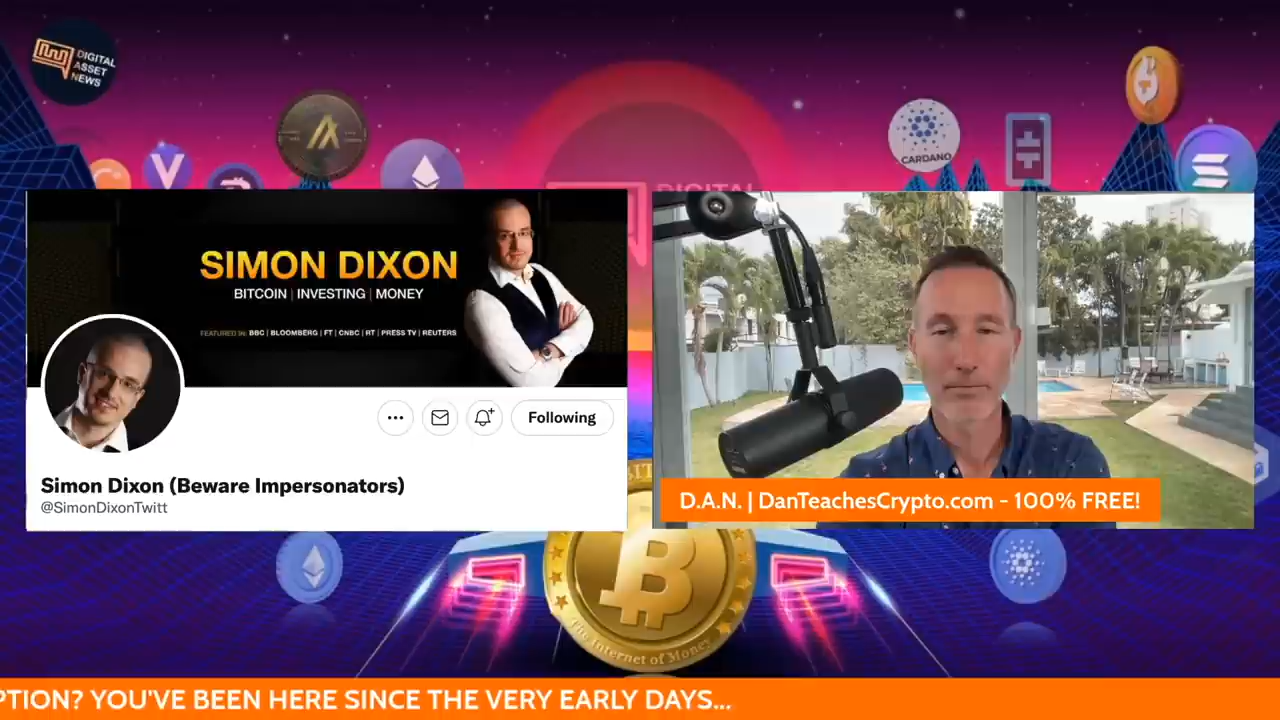 DIGITAL
ASSET
NEWS
CARDANO
DIGITAL
SIMON DIXON
BITCOIN | INVESTING | MONEY
FEATURED IN: BBC | BLOOMBERG | FT | CNBC | RT | PRESS TV | REUTERS
Following
Simon Dixon (Beware Impersonators)
@SimonDixonTwitt
D.A.N. | DanTeachesCrypto.com - 100% FREE!
The Internet of Money
PTION? YOU'VE BEEN HERE SINCE THE VERY EARLY DAYS...